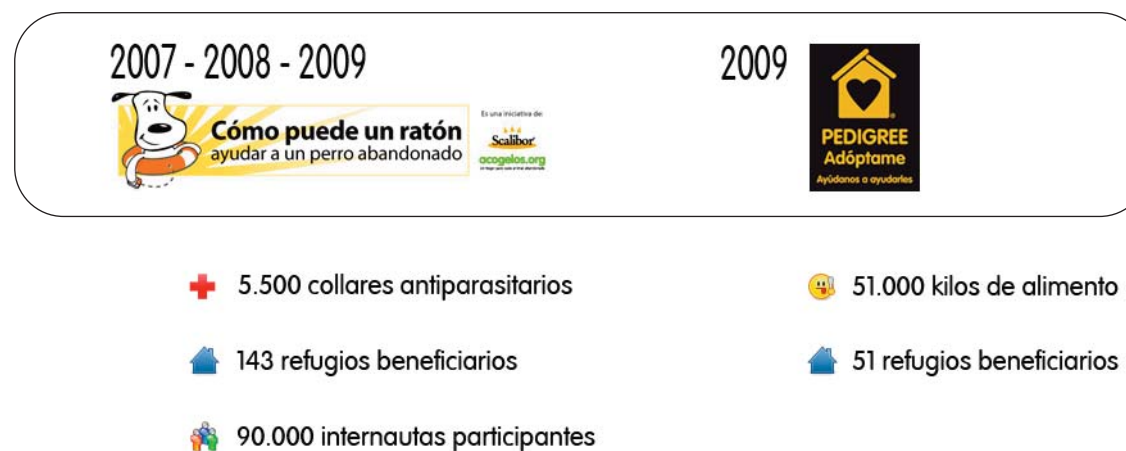 2007 - 2008 - 2009
Cómo puede un ratón
ayudar a un perro abandonado
Es una iniciativa de:
Scalibor
acogelos.org
2009
PEDIGREE
Adóptame
Ayúdanos a ayudarles
5.500 collares antiparasitarios
143 refugios beneficiarios
90.000 internautas participantes
51.000 kilos de alimento
51 refugios beneficiarios